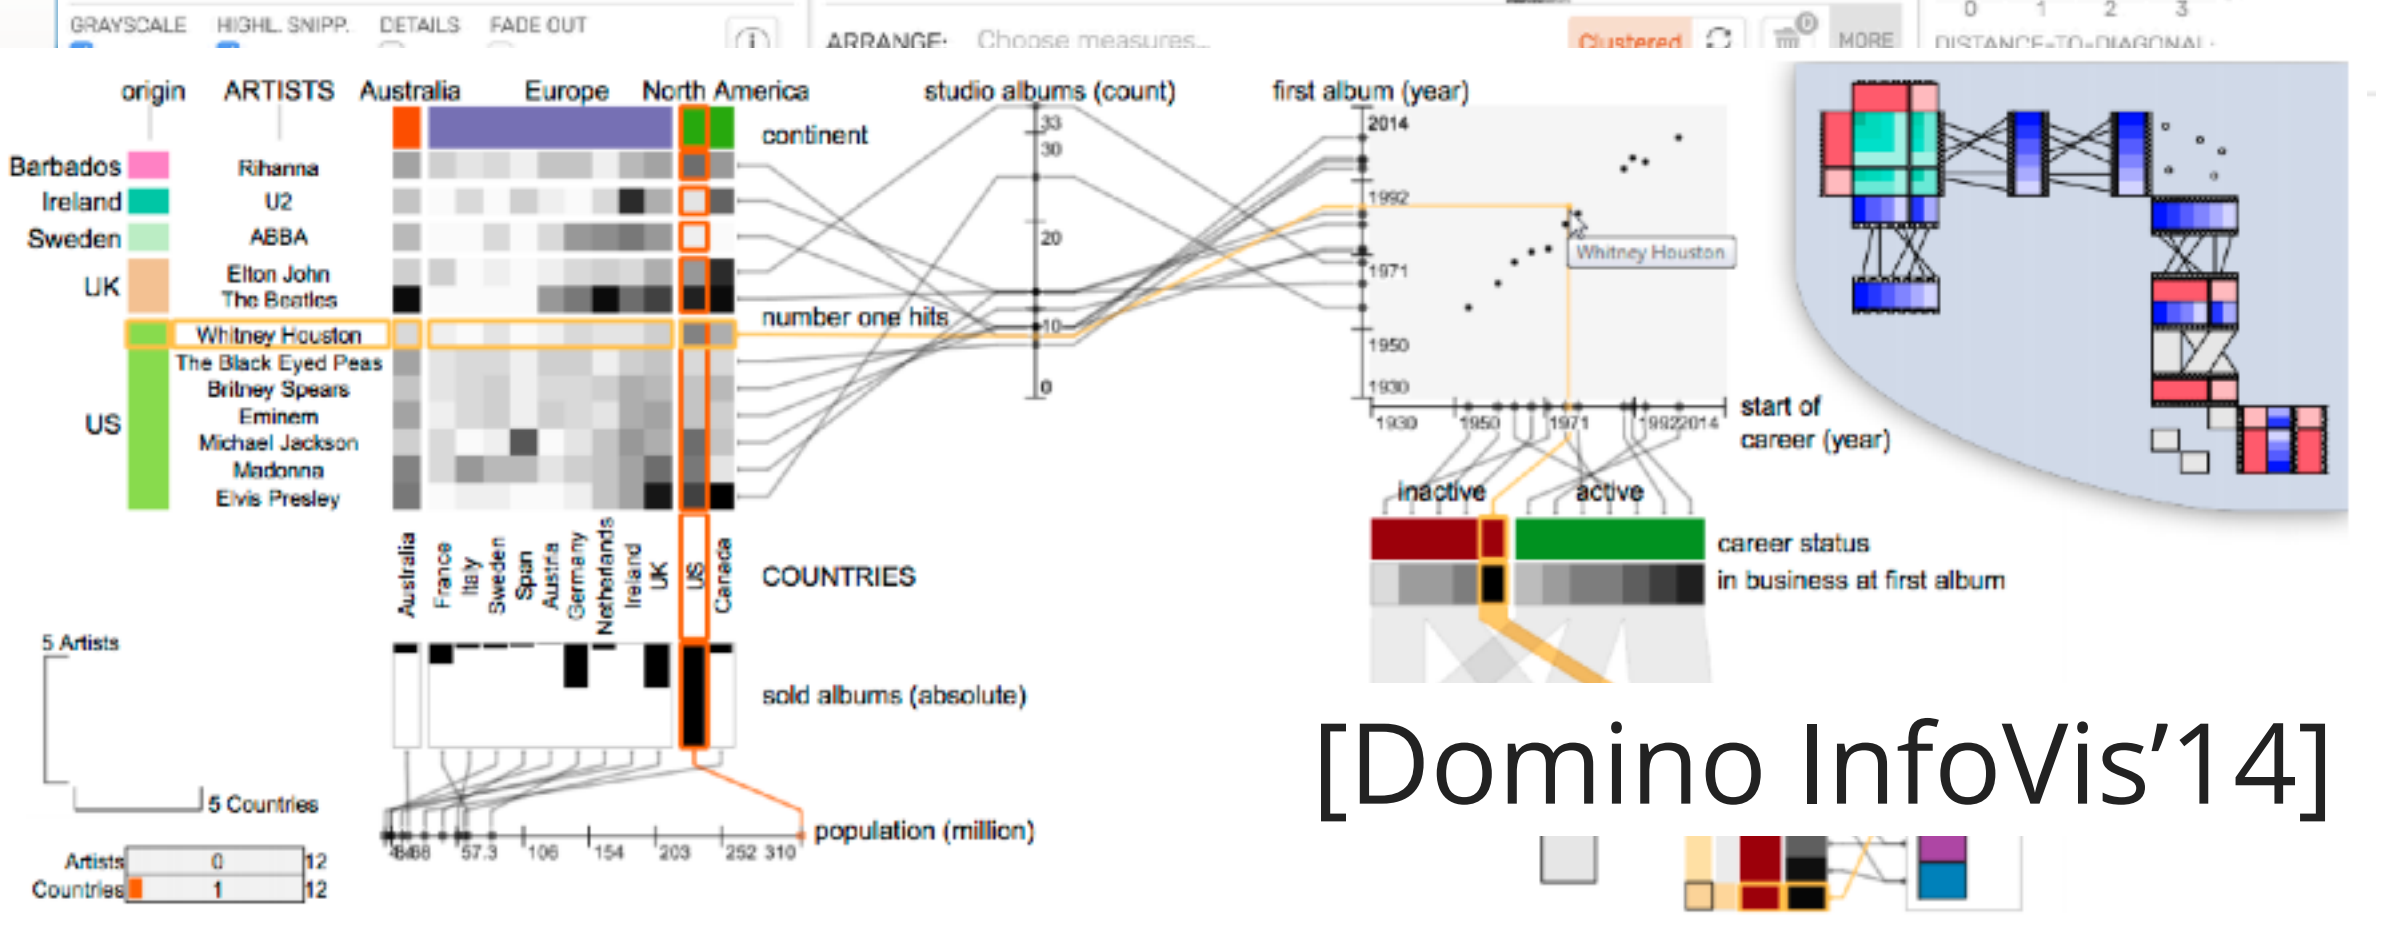 GRAYSCALE HIGHL. SNIPP. DETAILS FADE OUT
ARRANGE: Choose measures...
Clustered
0
MORE
0 1 2 3
DISTANCE-TO-DIAGONAL:
origin ARTISTS Australia Europe North America
studio albums (count)
first album (year)
continent
Barbados
Rihanna
Ireland
U2
Sweden
ABBA
UK
Elton John
The Beatles
number one hits
Whitney Houston
The Black Eyed Peas
Britney Spears
US
Eminem
Michael Jackson
Madonna
Elvis Presley
33
30
20
10
0
2014
1992
1971
1950
1930
Whitney Houston
1930 1950 1971 1992 2014
start of
career (year)
inactive active
career status
in business at first album
Australia
France
Italy
Sweden
Span
Austria
Germany
Netherlands
Ireland
UK
US
Canada
COUNTRIES
5 Artists
sold albums (absolute)
5 Countries
57.3 106 154 203 252 310
population (million)
Artists 0 12
Countries 1 12
[Domino InfoVis’14]